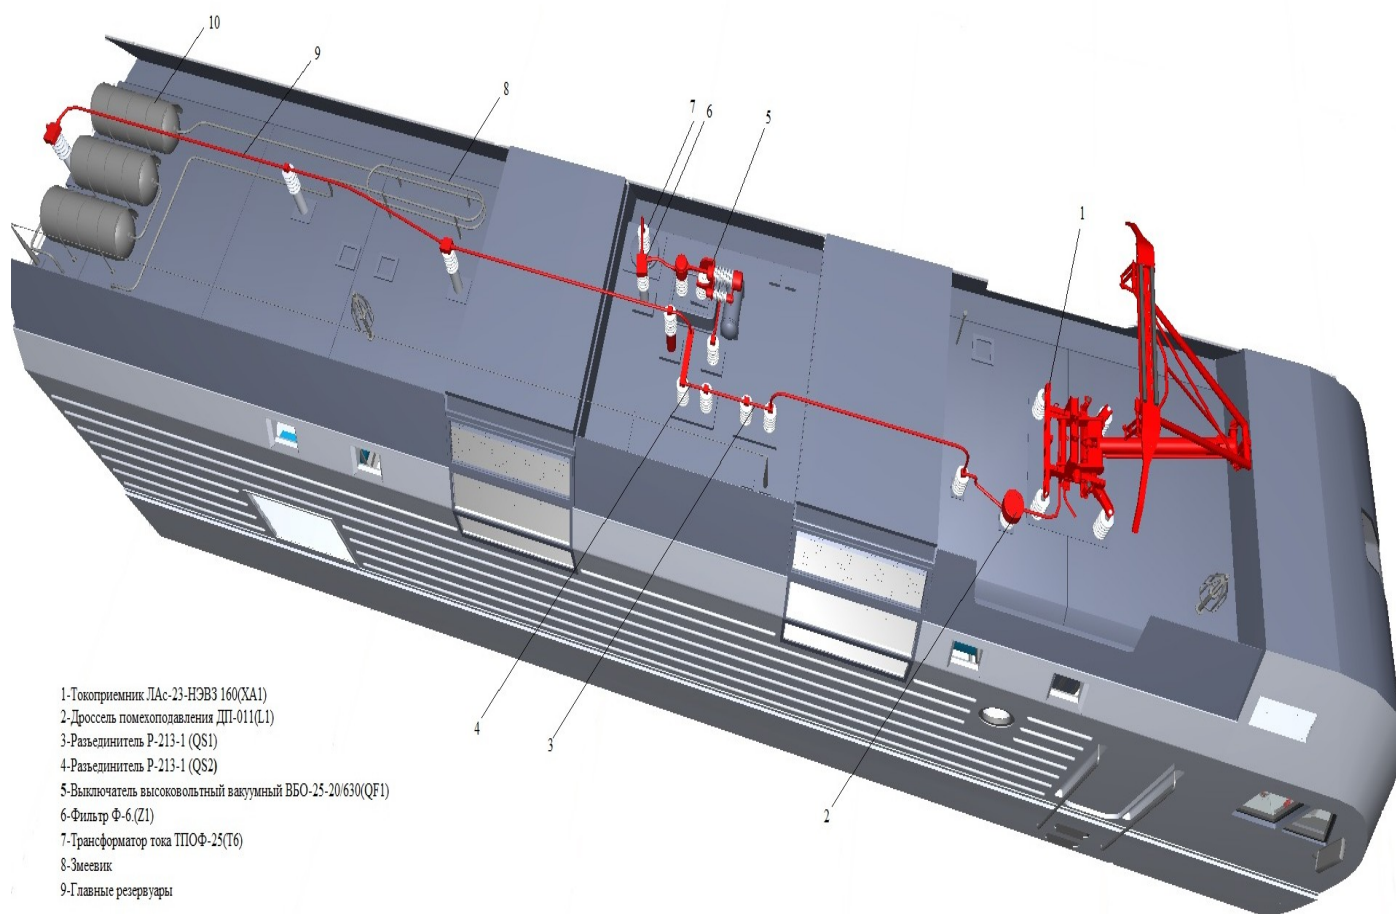 10
9
8
7
6
5
1
4
3
2
1-Токоприемник ЛАс-23-НЭВЗ 160(XA1)
2-Дроссель помехоподавления ДП-011(L1)
3-Разъединитель Р-213-1 (QS1)
4-Разъединитель Р-213-1 (QS2)
5-Выключатель высоковольтный вакуумный ВБО-25-20/630(QF1)
6-Фильтр Ф-6.(Z1)
7-Трансформатор тока ТПОФ-25(Т6)
8-Змеевик
9-Главные резервуары